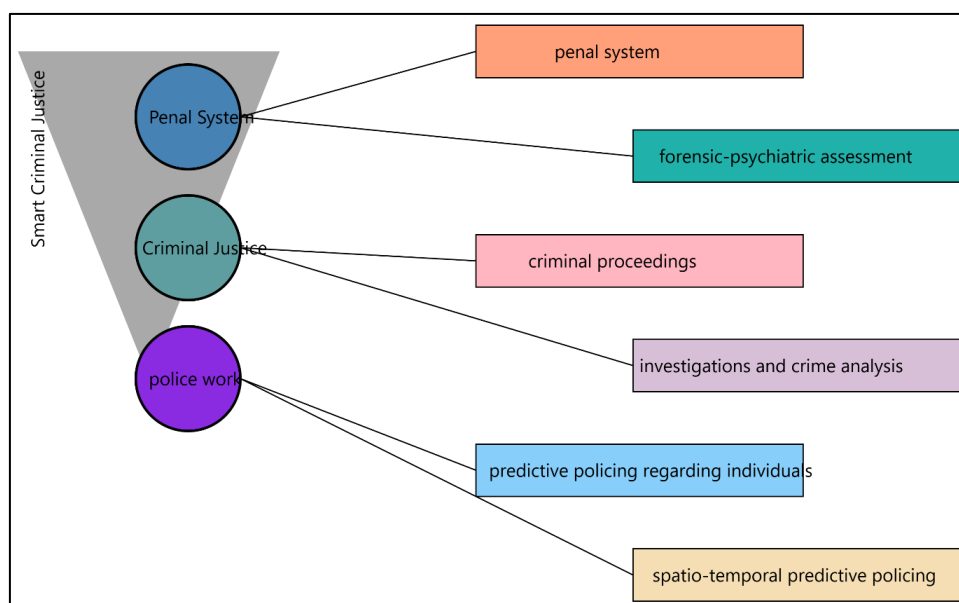 Smart Criminal Justice
Penal System
penal system
forensic-psychiatric assessment
Criminal Justice
criminal proceedings
investigations and crime analysis
police work
predictive policing regarding individuals
spatio-temporal predictive policing